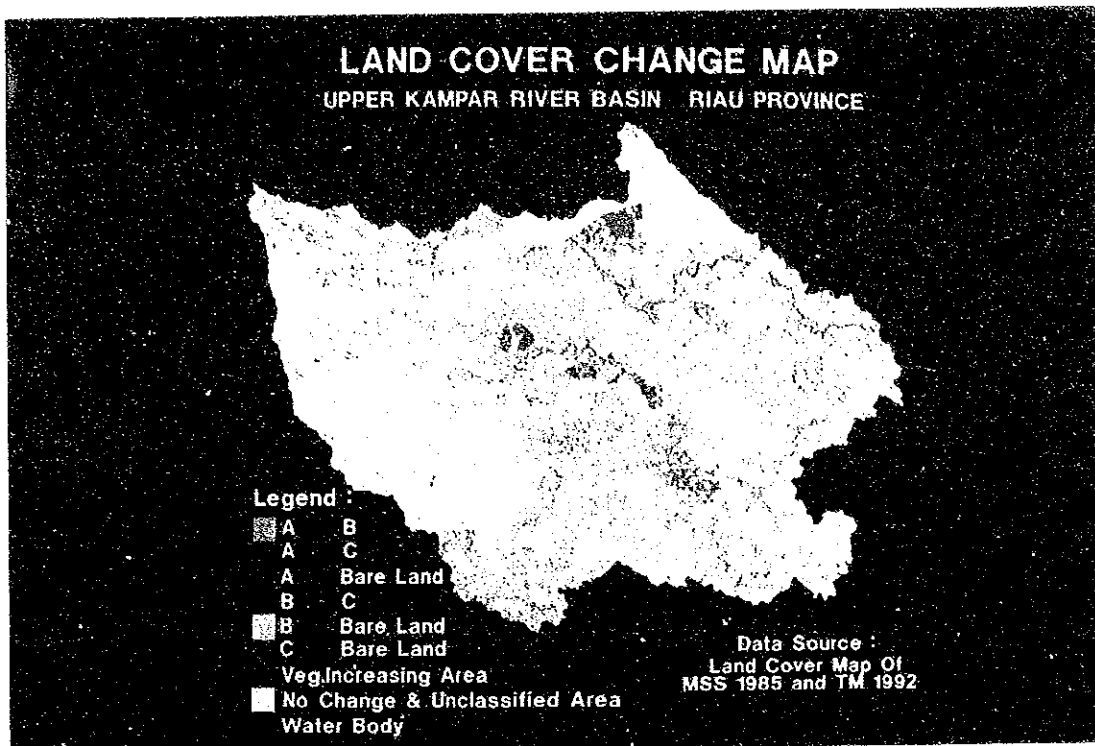 LAND COVER CHANGE MAP
UPPER KAMPAR RIVER BASIN RIAU PROVINCE
Legend :
A B
A C
A Bare Land
B C
B Bare Land
C Bare Land
Veg.Increasing Area
No Change & Unclassified Area
Water Body
Data Source :
Land Cover Map Of
MSS 1985 and TM 1992